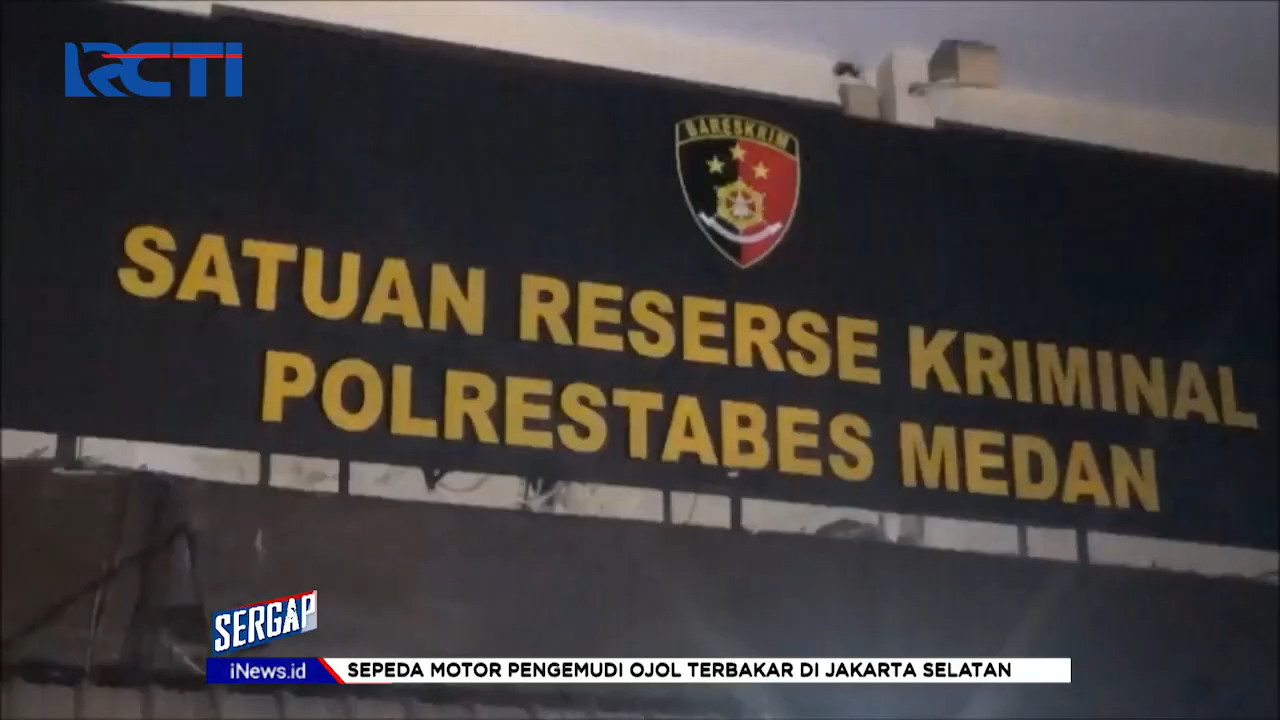 RCTI
BARESKRIM
SATUAN RESERSE KRIMINAL
POLRESTABES MEDAN
SERGAP
iNews.id
SEPEDA MOTOR PENGEMUDI OJOL TERBAKAR DI JAKARTA SELATAN